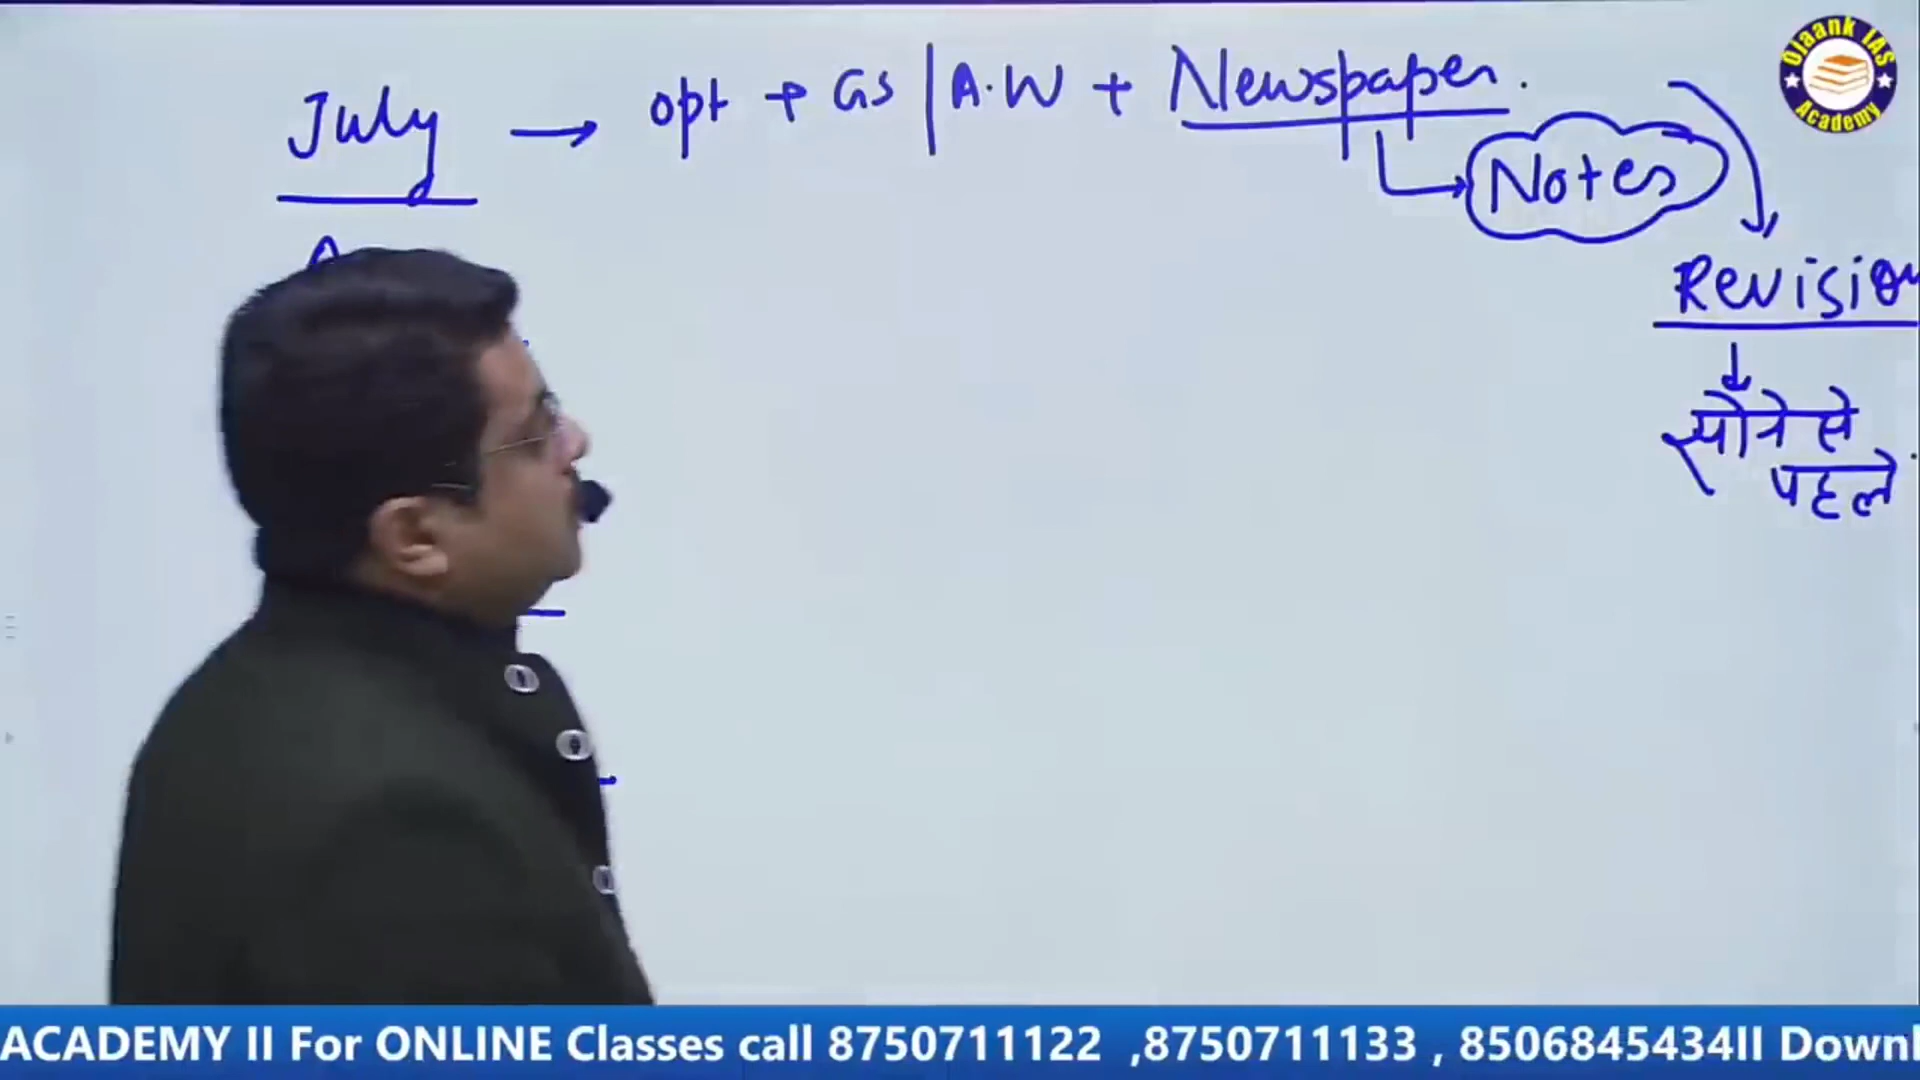 July → opt + GS | A.W + Newspaper.
Notes
Revision
सोने से
पहले
Ojaank IAS
Academy
ACADEMY II For ONLINE Classes call 8750711122 ,8750711133 , 8506845434II Downl